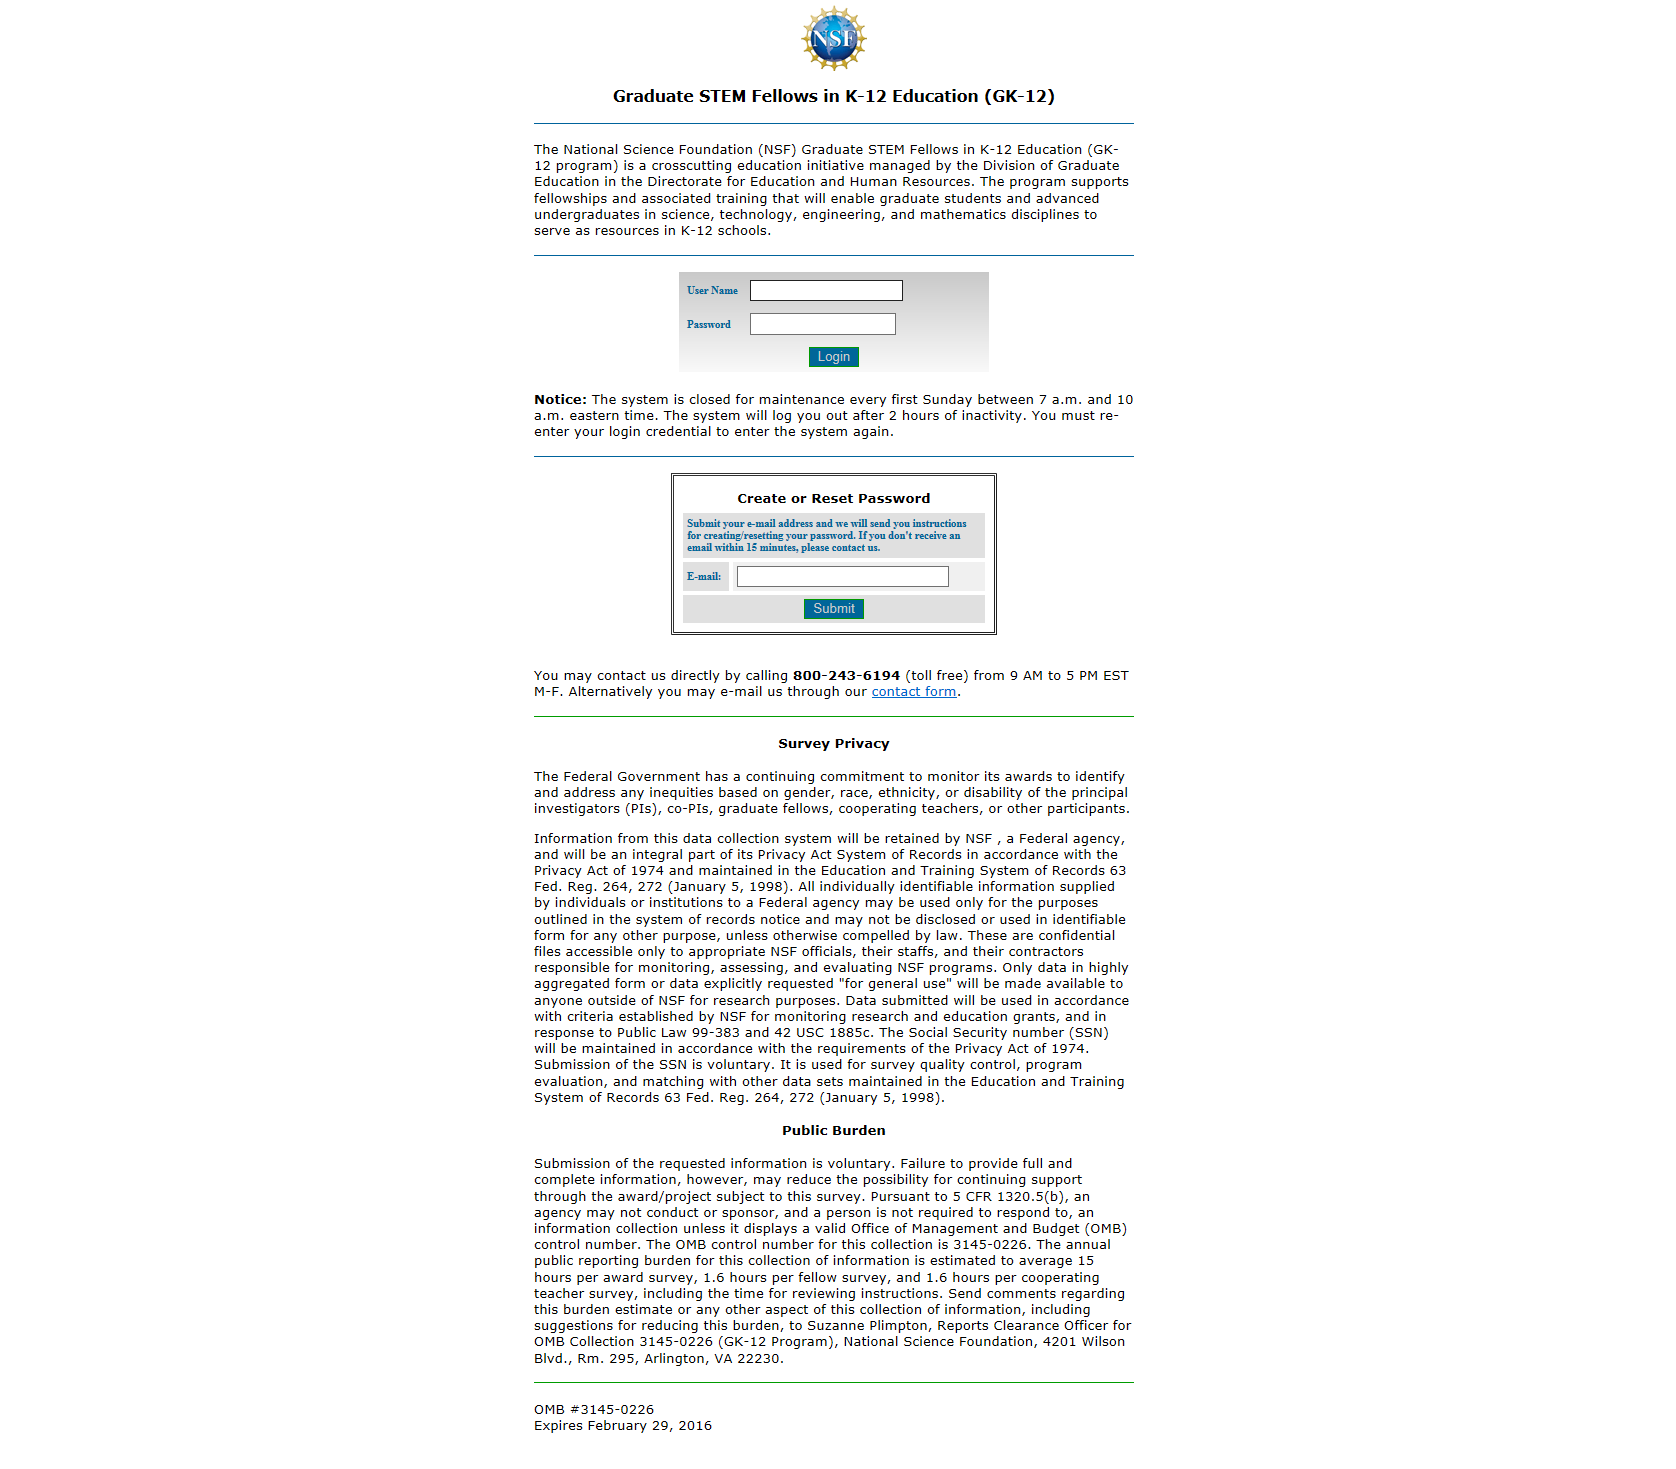 NSF
Graduate STEM Fellows in K-12 Education (GK-12)
The National Science Foundation (NSF) Graduate STEM Fellows in K-12 Education (GK-
12 program) is a crosscutting education initiative managed by the Division of Graduate
Education in the Directorate for Education and Human Resources. The program supports
fellowships and associated training that will enable graduate students and advanced
undergraduates in science, technology, engineering, and mathematics disciplines to
serve as resources in K-12 schools.
User Name
Password
Login
Notice: The system is closed for maintenance every first Sunday between 7 a.m. and 10
a.m. eastern time. The system will log you out after 2 hours of inactivity. You must re-
enter your login credential to enter the system again.
Create or Reset Password
Submit your e-mail address and we will send you instructions
for creating/resetting your password. If you don't receive an
email within 15 minutes, please contact us.
E-mail:
Submit
You may contact us directly by calling 800-243-6194 (toll free) from 9 AM to 5 PM EST
M-F. Alternatively you may e-mail us through our contact form.
Survey Privacy
The Federal Government has a continuing commitment to monitor its awards to identify
and address any inequities based on gender, race, ethnicity, or disability of the principal
investigators (PIs), co-PIs, graduate fellows, cooperating teachers, or other participants.
Information from this data collection system will be retained by NSF , a Federal agency,
and will be an integral part of its Privacy Act System of Records in accordance with the
Privacy Act of 1974 and maintained in the Education and Training System of Records 63
Fed. Reg. 264, 272 (January 5, 1998). All individually identifiable information supplied
by individuals or institutions to a Federal agency may be used only for the purposes
outlined in the system of records notice and may not be disclosed or used in identifiable
form for any other purpose, unless otherwise compelled by law. These are confidential
files accessible only to appropriate NSF officials, their staffs, and their contractors
responsible for monitoring, assessing, and evaluating NSF programs. Only data in highly
aggregated form or data explicitly requested "for general use" will be made available to
anyone outside of NSF for research purposes. Data submitted will be used in accordance
with criteria established by NSF for monitoring research and education grants, and in
response to Public Law 99-383 and 42 USC 1885c. The Social Security number (SSN)
will be maintained in accordance with the requirements of the Privacy Act of 1974.
Submission of the SSN is voluntary. It is used for survey quality control, program
evaluation, and matching with other data sets maintained in the Education and Training
System of Records 63 Fed. Reg. 264, 272 (January 5, 1998).
Public Burden
Submission of the requested information is voluntary. Failure to provide full and
complete information, however, may reduce the possibility for continuing support
through the award/project subject to this survey. Pursuant to 5 CFR 1320.5(b), an
agency may not conduct or sponsor, and a person is not required to respond to, an
information collection unless it displays a valid Office of Management and Budget (OMB)
control number. The OMB control number for this collection is 3145-0226. The annual
public reporting burden for this collection of information is estimated to average 15
hours per award survey, 1.6 hours per fellow survey, and 1.6 hours per cooperating
teacher survey, including the time for reviewing instructions. Send comments regarding
this burden estimate or any other aspect of this collection of information, including
suggestions for reducing this burden, to Suzanne Plimpton, Reports Clearance Officer for
OMB Collection 3145-0226 (GK-12 Program), National Science Foundation, 4201 Wilson
Blvd., Rm. 295, Arlington, VA 22230.
OMB #3145-0226
Expires February 29, 2016